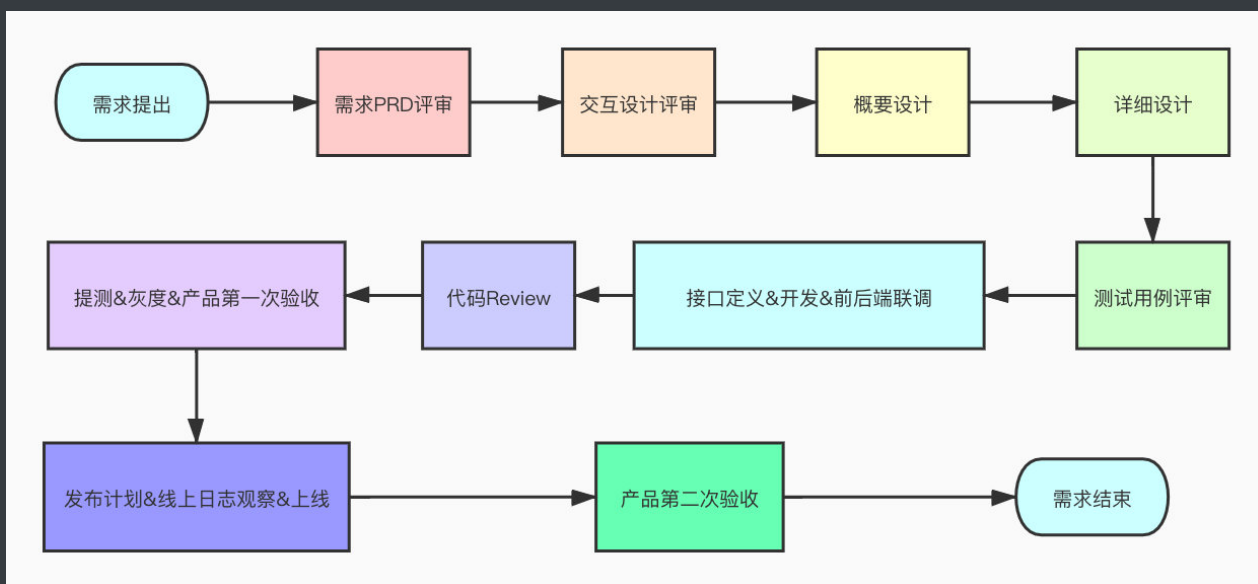 需求提出
需求PRD评审
交互设计评审
概要设计
详细设计
测试用例评审
接口定义&开发&前后端联调
代码Review
提测&灰度&产品第一次验收
发布计划&线上日志观察&上线
产品第二次验收
需求结束